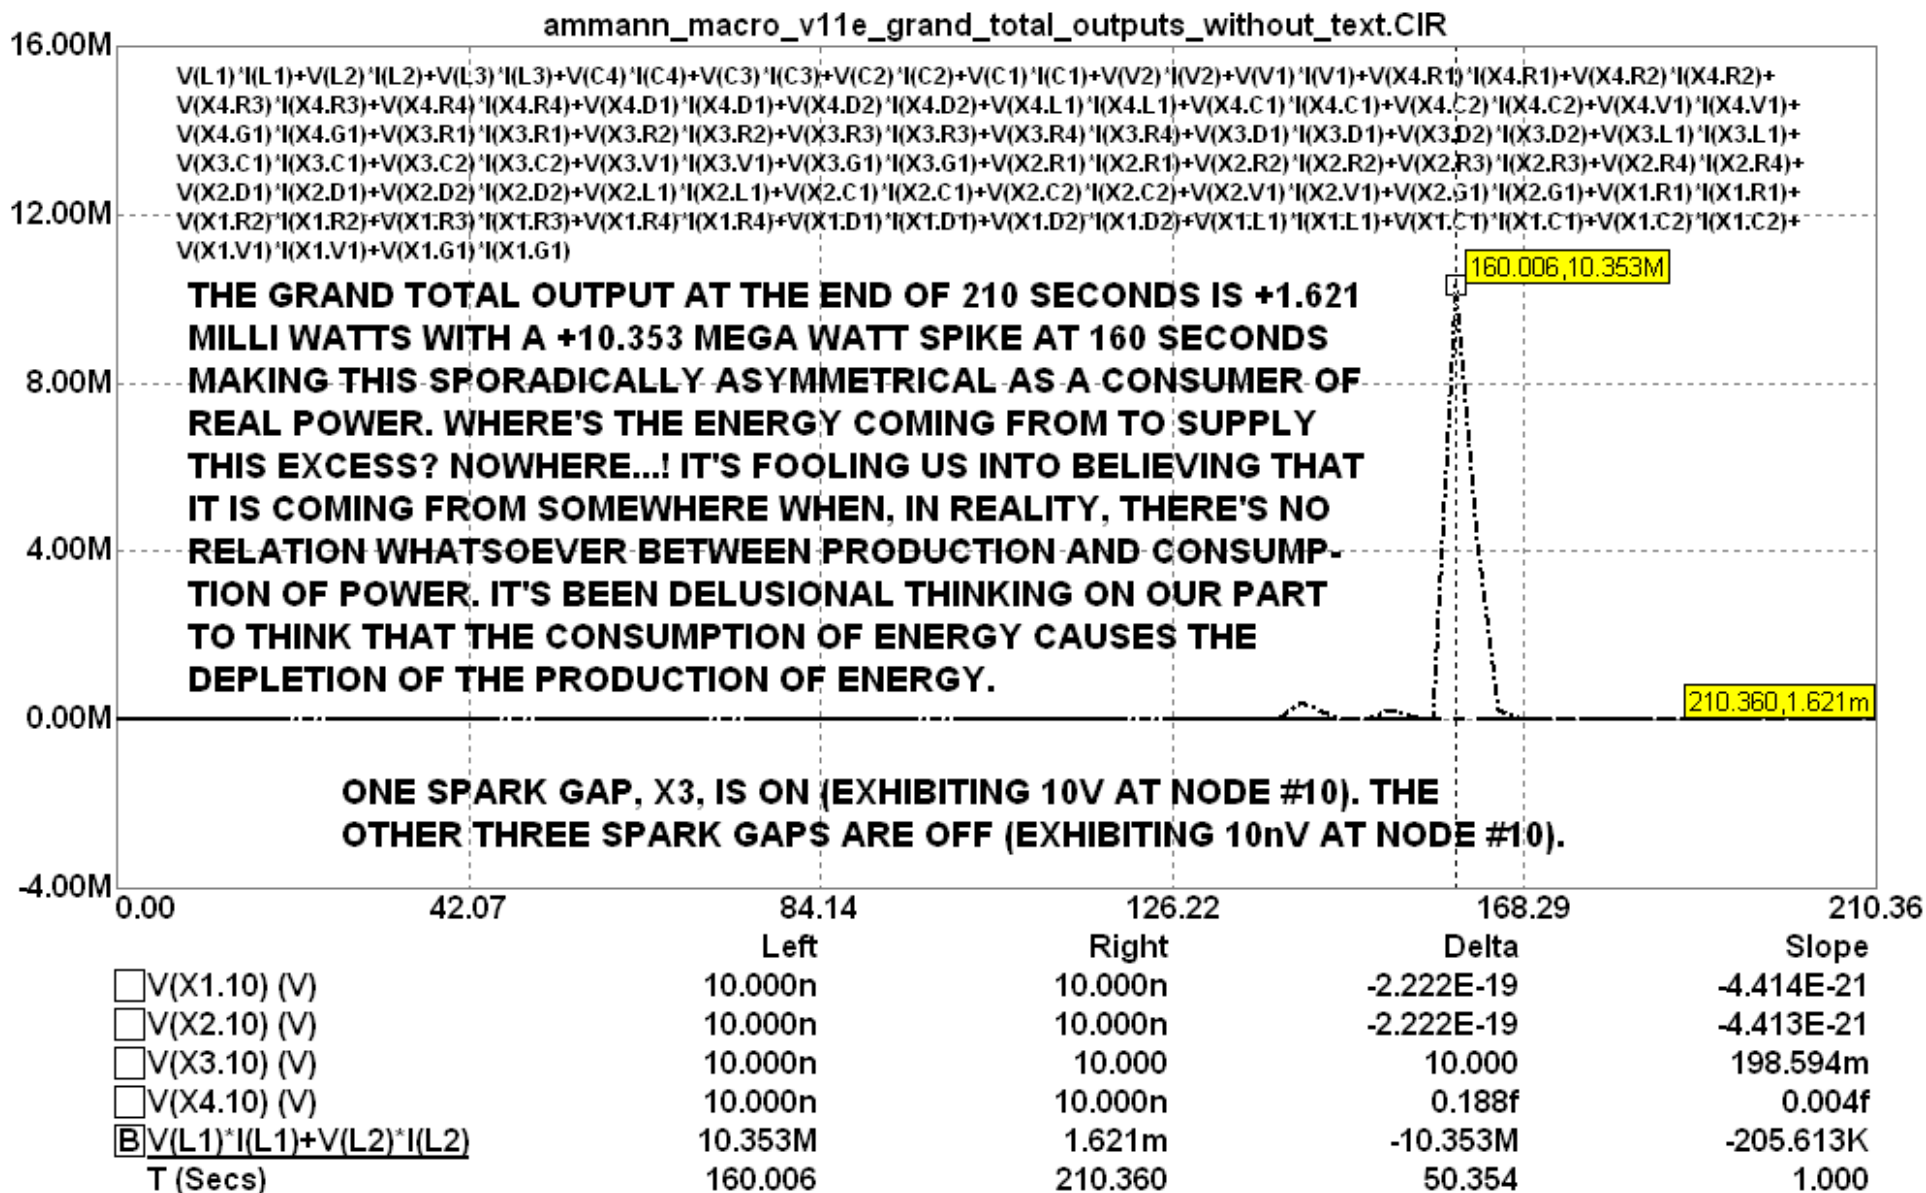 ammann_macro_v11e_grand_total_outputs_without_text.CIR
16.00M
V(L1)*I(L1)+V(L2)*I(L2)+V(L3)*I(L3)+V(C4)*I(C4)+V(C3)*I(C3)+V(C2)*I(C2)+V(C1)*I(C1)+V(V2)*I(V2)+V(V1)*I(V1)+V(X4.R1)*I(X4.R1)+V(X4.R2)*I(X4.R2)+
V(X4.R3)*I(X4.R3)+V(X4.R4)*I(X4.R4)+V(X4.D1)*I(X4.D1)+V(X4.D2)*I(X4.D2)+V(X4.L1)*I(X4.L1)+V(X4.C1)*I(X4.C1)+V(X4.C2)*I(X4.C2)+V(X4.V1)*I(X4.V1)+
V(X4.G1)*I(X4.G1)+V(X3.R1)*I(X3.R1)+V(X3.R2)*I(X3.R2)+V(X3.R3)*I(X3.R3)+V(X3.R4)*I(X3.R4)+V(X3.D1)*I(X3.D1)+V(X3.D2)*I(X3.D2)+V(X3.L1)*I(X3.L1)+
V(X3.C1)*I(X3.C1)+V(X3.C2)*I(X3.C2)+V(X3.V1)*I(X3.V1)+V(X3.G1)*I(X3.G1)+V(X2.R1)*I(X2.R1)+V(X2.R2)*I(X2.R2)+V(X2.R3)*I(X2.R3)+V(X2.R4)*I(X2.R4)+
V(X2.D1)*I(X2.D1)+V(X2.D2)*I(X2.D2)+V(X2.L1)*I(X2.L1)+V(X2.C1)*I(X2.C1)+V(X2.C2)*I(X2.C2)+V(X2.V1)*I(X2.V1)+V(X2.G1)*I(X2.G1)+V(X1.R1)*I(X1.R1)+
12.00M
V(X1.R2)*I(X1.R2)+V(X1.R3)*I(X1.R3)+V(X1.R4)*I(X1.R4)+V(X1.D1)*I(X1.D1)+V(X1.D2)*I(X1.D2)+V(X1.L1)*I(X1.L1)+V(X1.C1)*I(X1.C1)+V(X1.C2)*I(X1.C2)+
V(X1.V1)*I(X1.V1)+V(X1.G1)*I(X1.G1)
160.006,10.353M
THE GRAND TOTAL OUTPUT AT THE END OF 210 SECONDS IS +1.621
MILLI WATTS WITH A +10.353 MEGA WATT SPIKE AT 160 SECONDS
8.00M
MAKING THIS SPORADICALLY ASYMMETRICAL AS A CONSUMER OF
REAL POWER. WHERE'S THE ENERGY COMING FROM TO SUPPLY
THIS EXCESS? NOWHERE...! IT'S FOOLING US INTO BELIEVING THAT
IT IS COMING FROM SOMEWHERE WHEN, IN REALITY, THERE'S NO
4.00M
RELATION WHATSOEVER BETWEEN PRODUCTION AND CONSUMP-
TION OF POWER. IT'S BEEN DELUSIONAL THINKING ON OUR PART
TO THINK THAT THE CONSUMPTION OF ENERGY CAUSES THE
DEPLETION OF THE PRODUCTION OF ENERGY.
210.360,1.621m
0.00M
ONE SPARK GAP, X3, IS ON (EXHIBITING 10V AT NODE #10). THE
OTHER THREE SPARK GAPS ARE OFF (EXHIBITING 10nV AT NODE #10).
-4.00M
0.00 42.07 84.14 126.22 168.29 210.36
Left Right Delta Slope
V(X1.10) (V) 10.000n 10.000n -2.222E-19 -4.414E-21
V(X2.10) (V) 10.000n 10.000n -2.222E-19 -4.413E-21
V(X3.10) (V) 10.000n 10.000 10.000 198.594m
V(X4.10) (V) 10.000n 10.000n 0.188f 0.004f
B V(L1)*I(L1)+V(L2)*I(L2) 10.353M 1.621m -10.353M -205.613K
T (Secs) 160.006 210.360 50.354 1.000